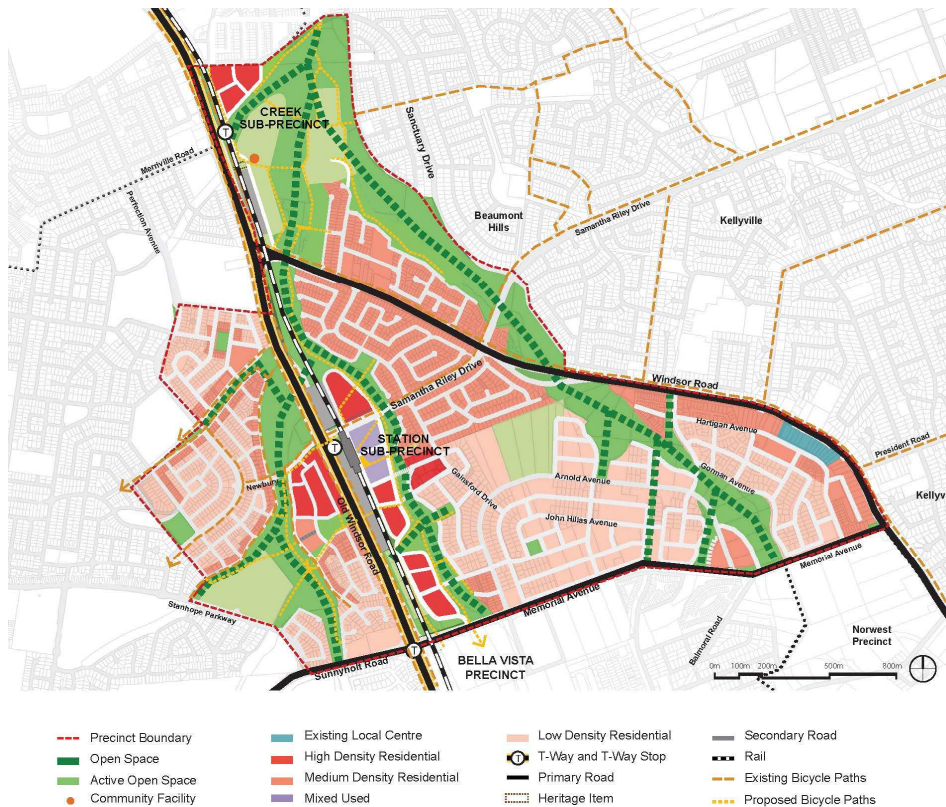 CREEK
SUB-PRECINCT
T
Merriville Road
Perfection Avenue
Sanctuary Drive
Beaumont
Hills
Samantha Riley Drive
Kellyville
Windsor Road
Samantha Riley Drive
Hartigan Avenue
President Road
STATION
SUB-PRECINCT
T
Gainsford Drive
Arnold Avenue
Gorman Avenue
Newbury
Old Windsor Road
John Hillas Avenue
Kellyv
Memorial Avenue
Memorial Avenue
Stanhope Parkway
Balmoral Road
Norwest
Precinct
T
Sunnyholt Road
BELLA VISTA
PRECINCT
0m 100m 200m 500m 800m
Precinct Boundary
Open Space
Active Open Space
Community Facility
Existing Local Centre
High Density Residential
Medium Density Residential
Mixed Used
Low Density Residential
T T-Way and T-Way Stop
Primary Road
Heritage Item
Secondary Road
Rail
Existing Bicycle Paths
Proposed Bicycle Paths